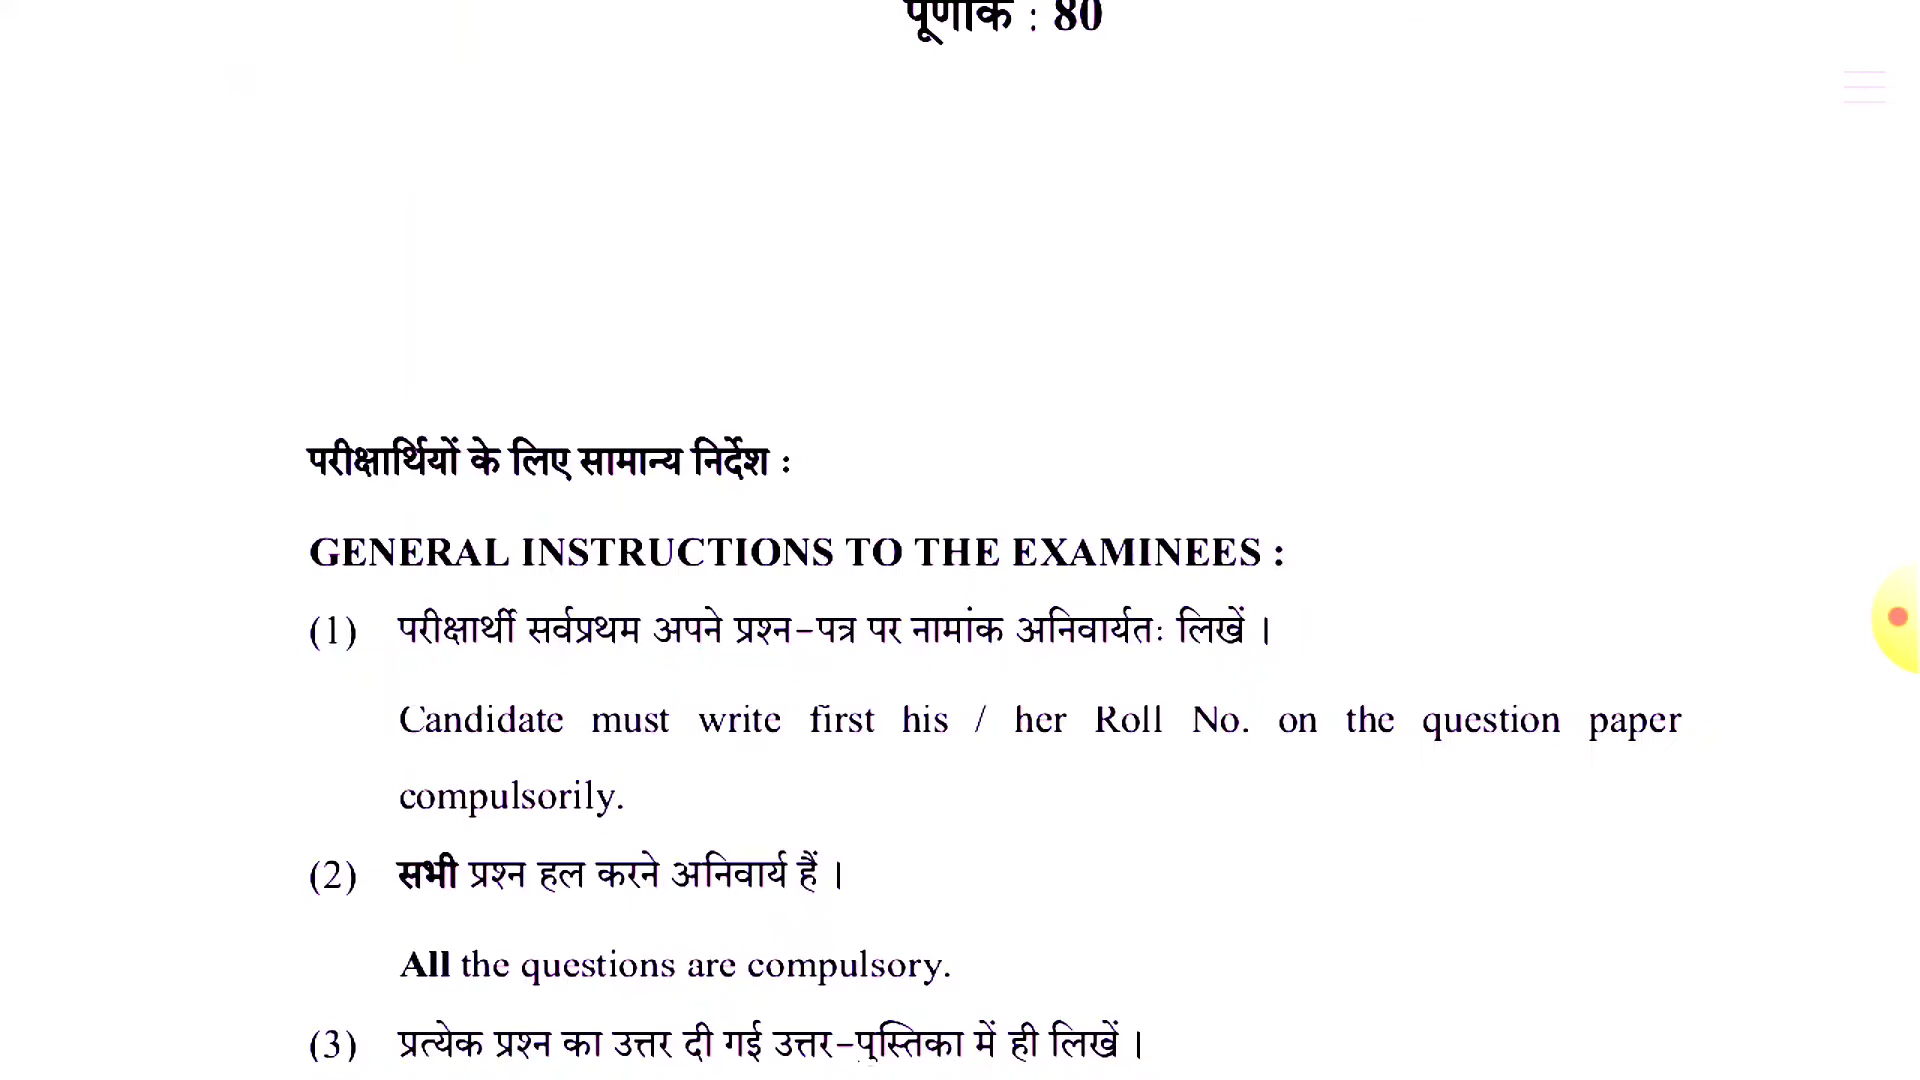 पूर्णांक : 80
परीक्षार्थियों के लिए सामान्य निर्देश :
GENERAL INSTRUCTIONS TO THE EXAMINEES :
(1) परीक्षार्थी सर्वप्रथम अपने प्रश्न-पत्र पर नामांक अनिवार्यतः लिखें ।
Candidate must write first his / her Roll No. on the question paper
compulsorily.
(2) सभी प्रश्न हल करने अनिवार्य हैं ।
All the questions are compulsory.
(3) प्रत्येक प्रश्न का उत्तर दी गई उत्तर-पुस्तिका में ही लिखें ।